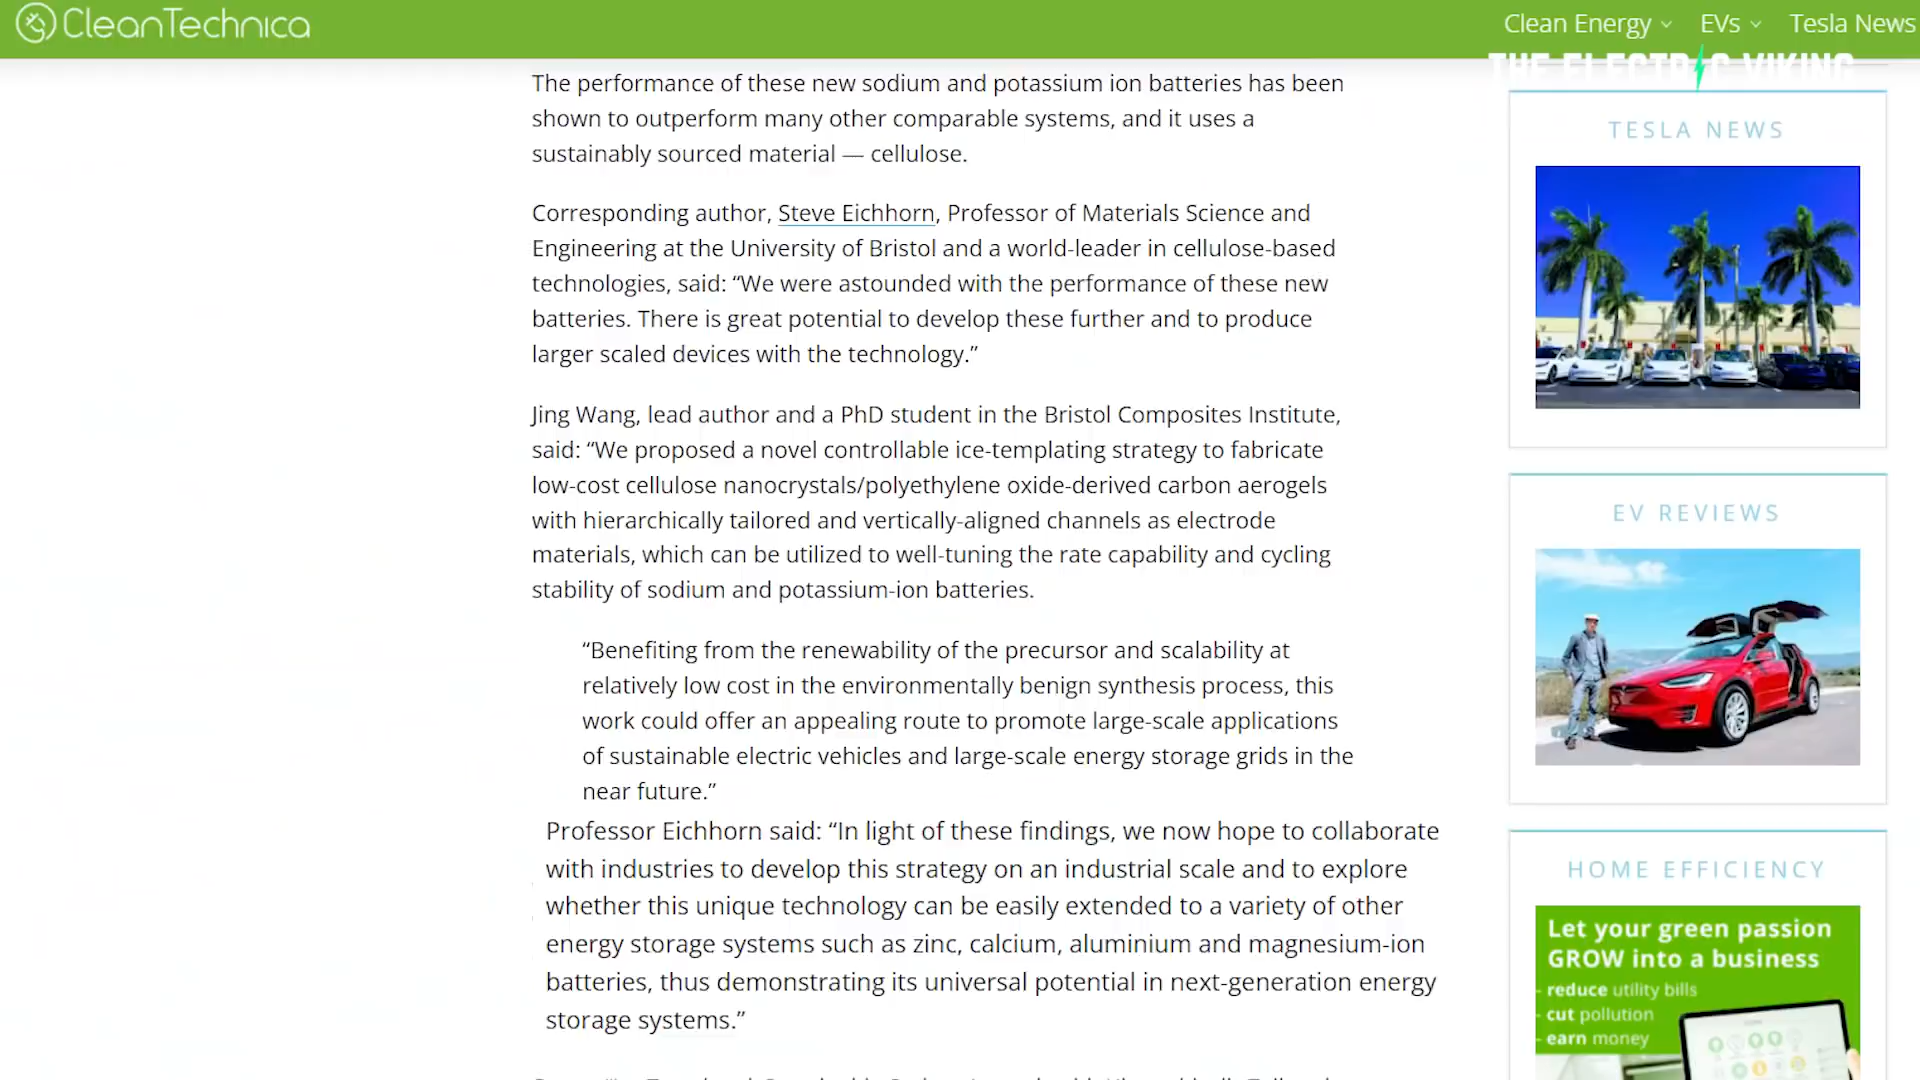 CleanTechnica
Clean Energy
EVs
Tesla News
THE ELECTRIC VIKING
The performance of these new sodium and potassium ion batteries has been
shown to outperform many other comparable systems, and it uses a
sustainably sourced material — cellulose.
Corresponding author, Steve Eichhorn, Professor of Materials Science and
Engineering at the University of Bristol and a world-leader in cellulose-based
technologies, said: “We were astounded with the performance of these new
batteries. There is great potential to develop these further and to produce
larger scaled devices with the technology.”
Jing Wang, lead author and a PhD student in the Bristol Composites Institute,
said: “We proposed a novel controllable ice-templating strategy to fabricate
low-cost cellulose nanocrystals/polyethylene oxide-derived carbon aerogels
with hierarchically tailored and vertically-aligned channels as electrode
materials, which can be utilized to well-tuning the rate capability and cycling
stability of sodium and potassium-ion batteries.
“Benefiting from the renewability of the precursor and scalability at
relatively low cost in the environmentally benign synthesis process, this
work could offer an appealing route to promote large-scale applications
of sustainable electric vehicles and large-scale energy storage grids in the
near future.”
Professor Eichhorn said: “In light of these findings, we now hope to collaborate
with industries to develop this strategy on an industrial scale and to explore
whether this unique technology can be easily extended to a variety of other
energy storage systems such as zinc, calcium, aluminium and magnesium-ion
batteries, thus demonstrating its universal potential in next-generation energy
storage systems.”
TESLA NEWS
EV REVIEWS
HOME EFFICIENCY
Let your green passion
GROW into a business
- reduce utility bills
- cut pollution
- earn money